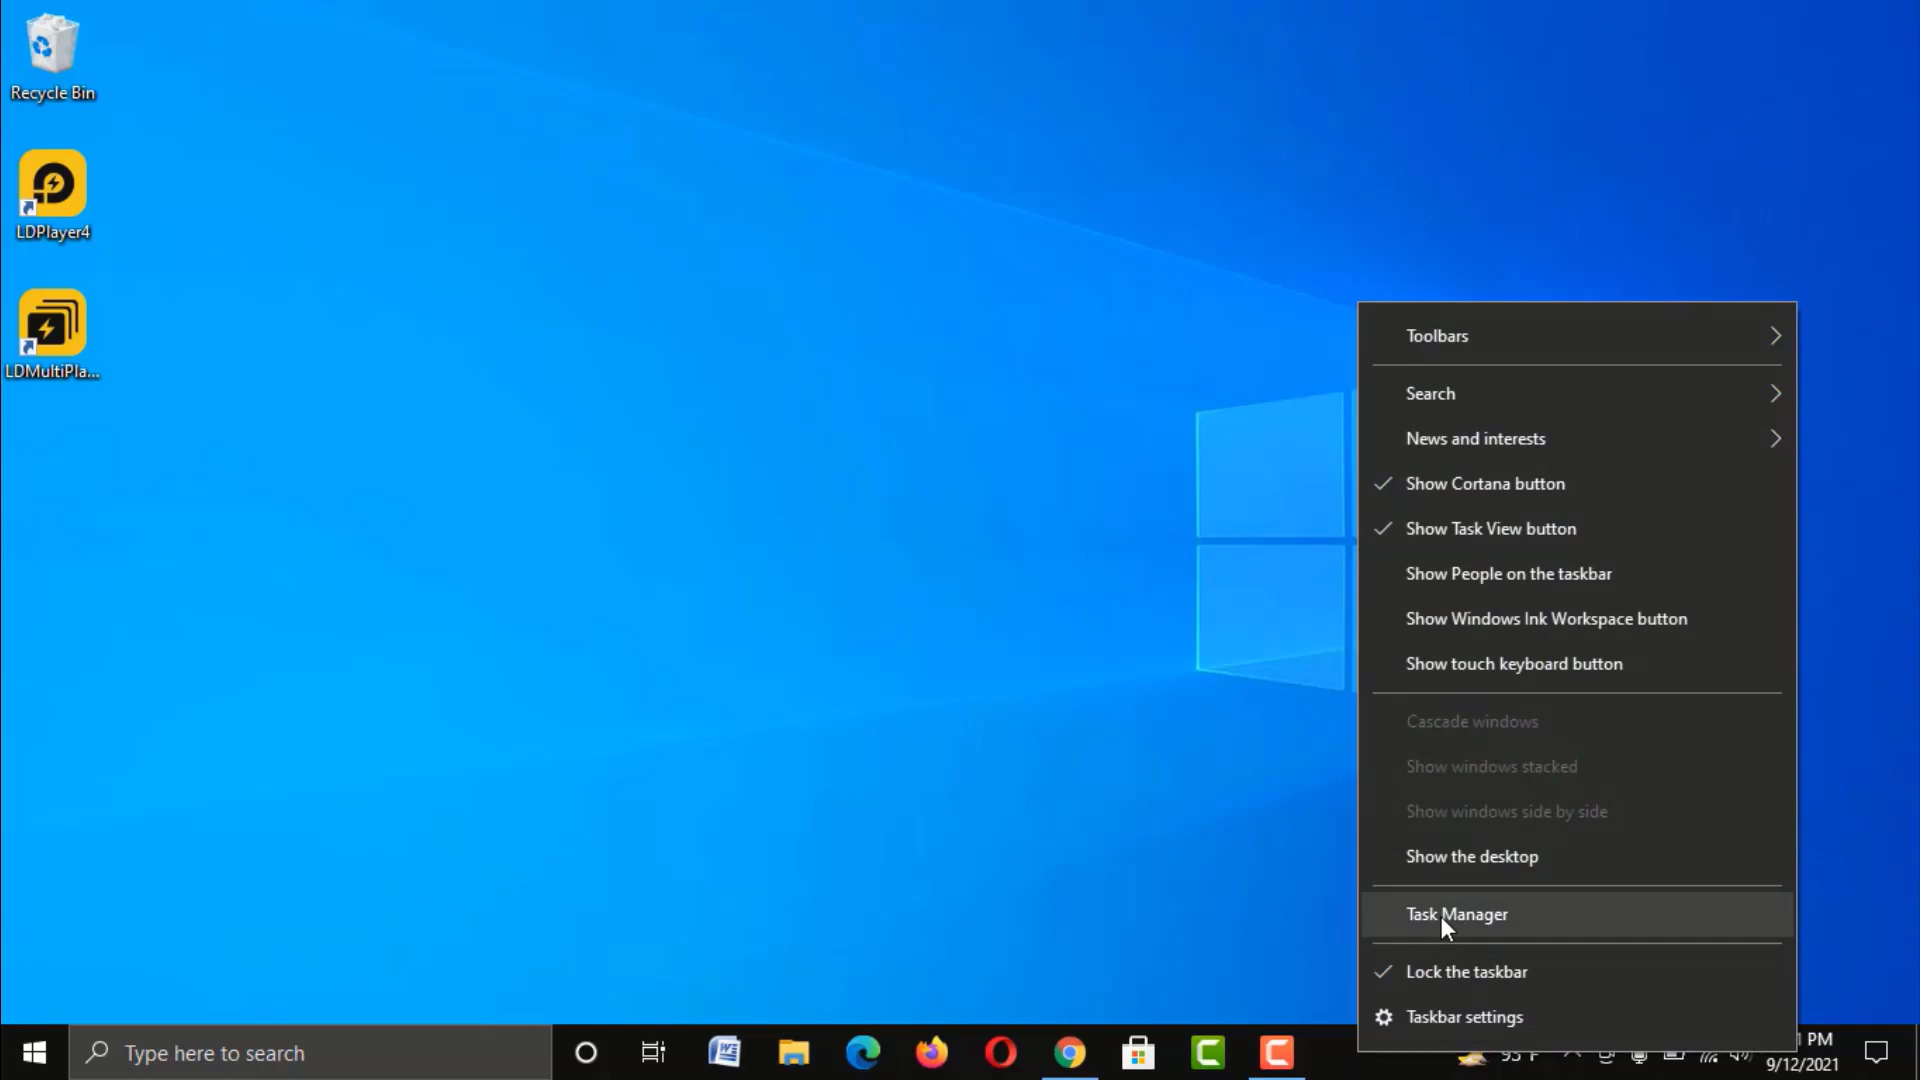 Recycle Bin
LDPlayer4
LDMultiPla...
Toolbars
Search
News and interests
Show Cortana button
Show Task View button
Show People on the taskbar
Show Windows Ink Workspace button
Show touch keyboard button
Cascade windows
Show windows stacked
Show windows side by side
Show the desktop
Task Manager
Lock the taskbar
Taskbar settings
Type here to search
PM
9/12/2021